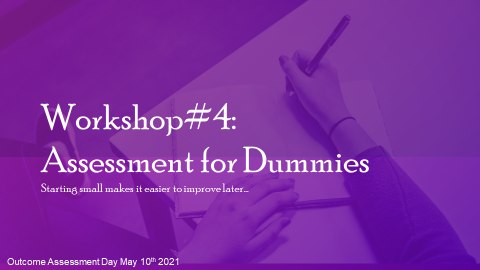 Workshop#4:
Assessment for Dummies
Starting small makes it easier to improve later...
Outcome Assessment Day May 10th 2021